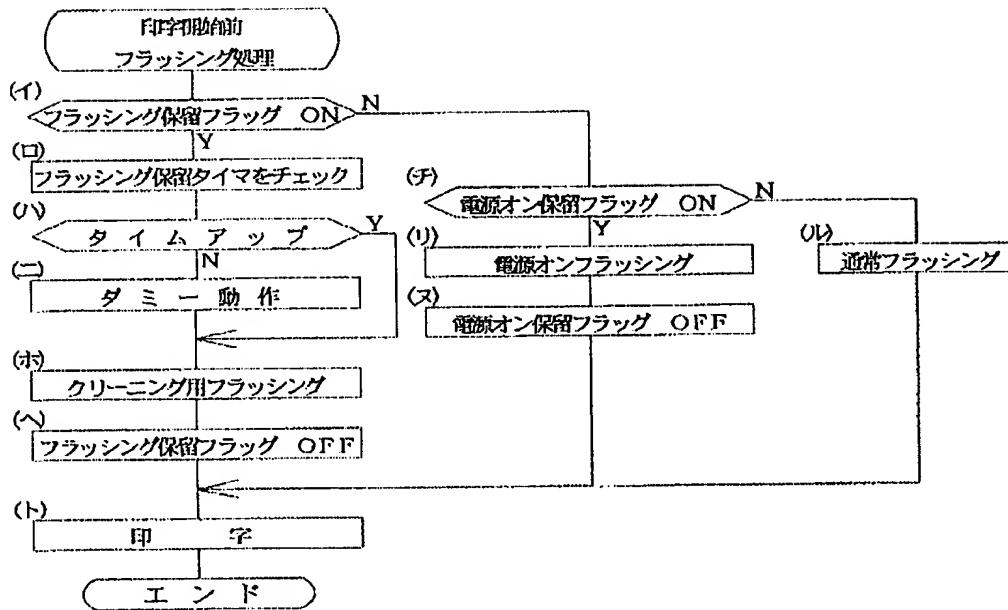 印字開始前
フラッシング処理
(イ)
フラッシング保留フラッグ ON
N
Y
(ロ)
フラッシング保留タイマをチェック
(ハ)
タイムアップ
Y
N
(ニ)
ダミー動作
(ホ)
クリーニング用フラッシング
(ヘ)
フラッシング保留フラッグ OFF
(チ)
電源オン保留フラッグ ON
N
Y
(リ)
電源オンフラッシング
(ヌ)
電源オン保留フラッグ OFF
(ル)
通常フラッシング
(ト)
印字
エンド